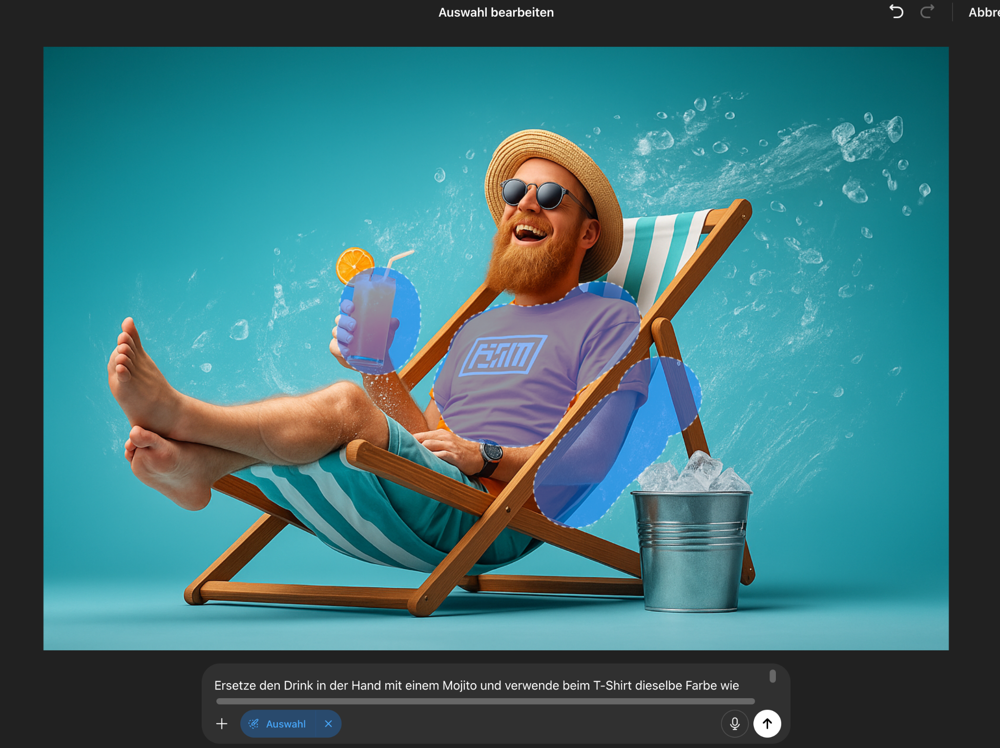 Auswahl bearbeiten
Abbre
Ersetze den Drink in der Hand mit einem Mojito und verwende beim T-Shirt dieselbe Farbe wie
Auswahl